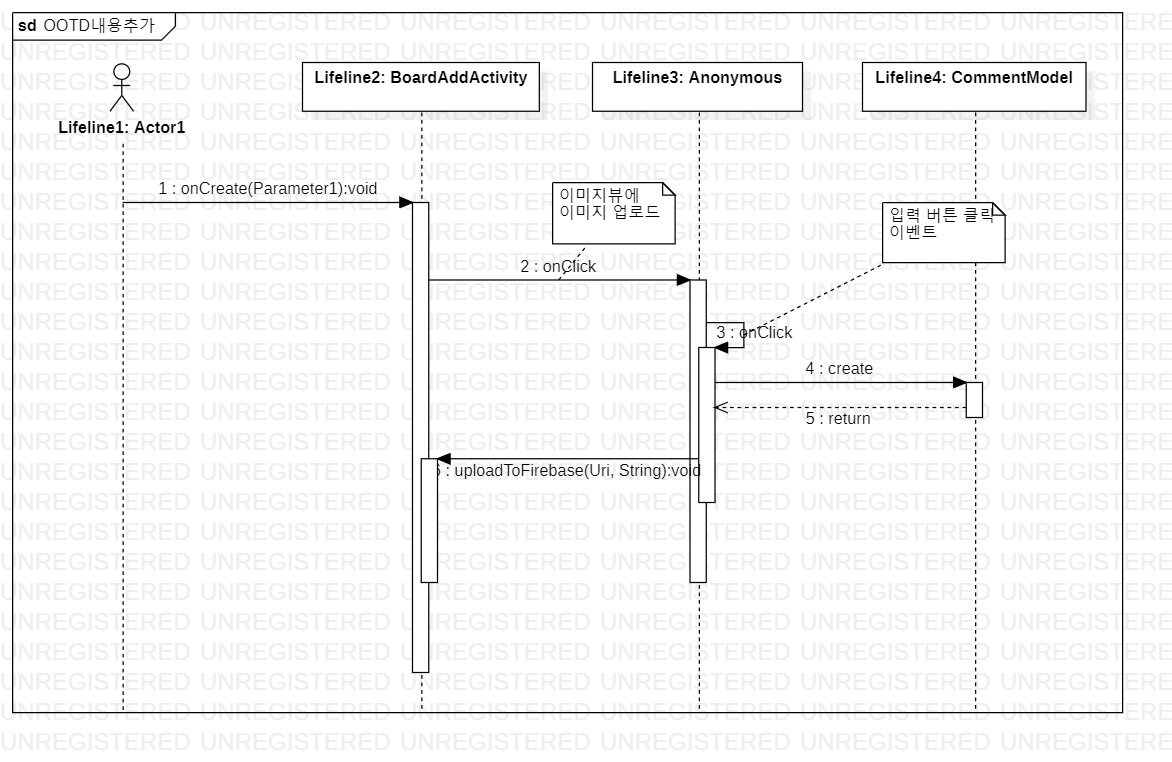 sd OOTD내용추가
Lifeline1: Actor1
Lifeline2: BoardAddActivity
Lifeline3: Anonymous
Lifeline4: CommentModel
1 : onCreate(Parameter1):void
이미지뷰에
이미지 업로드
입력 버튼 클릭
이벤트
2 : onClick
3 : onClick
4 : create
5 : return
6 : uploadToFirebase(Uri, String):void
UNREGISTERED